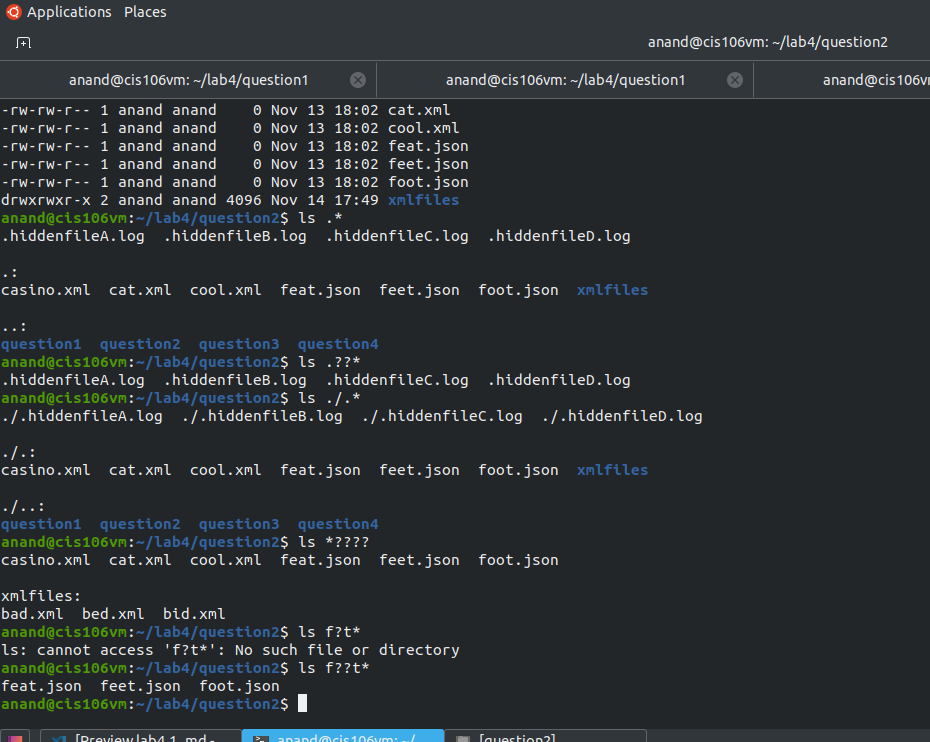 Applications Places
anand@cis106vm: ~/lab4/question2
anand@cis106vm: ~/lab4/question1 anand@cis106vm: ~/lab4/question1 anand@cis106vm
-rw-rw-r-- 1 anand anand    0 Nov 13 18:02 cat.xml
-rw-rw-r-- 1 anand anand    0 Nov 13 18:02 cool.xml
-rw-rw-r-- 1 anand anand    0 Nov 13 18:02 feat.json
-rw-rw-r-- 1 anand anand    0 Nov 13 18:02 feet.json
-rw-rw-r-- 1 anand anand    0 Nov 13 18:02 foot.json
drwxrwxr-x 2 anand anand 4096 Nov 14 17:49 xmlfiles
anand@cis106vm:~/lab4/question2$ ls .*
.hiddenfileA.log  .hiddenfileB.log  .hiddenfileC.log  .hiddenfileD.log
.:
casino.xml  cat.xml  cool.xml  feat.json  feet.json  foot.json  xmlfiles
..:
question1  question2  question3  question4
anand@cis106vm:~/lab4/question2$ ls .??*
.hiddenfileA.log  .hiddenfileB.log  .hiddenfileC.log  .hiddenfileD.log
anand@cis106vm:~/lab4/question2$ ls ./.*
./.hiddenfileA.log  ./.hiddenfileB.log  ./.hiddenfileC.log  ./.hiddenfileD.log
./.:
casino.xml  cat.xml  cool.xml  feat.json  feet.json  foot.json  xmlfiles
./..:
question1  question2  question3  question4
anand@cis106vm:~/lab4/question2$ ls *????
casino.xml  cat.xml  cool.xml  feat.json  feet.json  foot.json
xmlfiles:
bad.xml  bed.xml  bid.xml
anand@cis106vm:~/lab4/question2$ ls f?t*
ls: cannot access 'f?t*': No such file or directory
anand@cis106vm:~/lab4/question2$ ls f??t*
feat.json  feet.json  foot.json
anand@cis106vm:~/lab4/question2$
[Preview lab4_1 .md - anand@cis106vm: ~/ [question2]